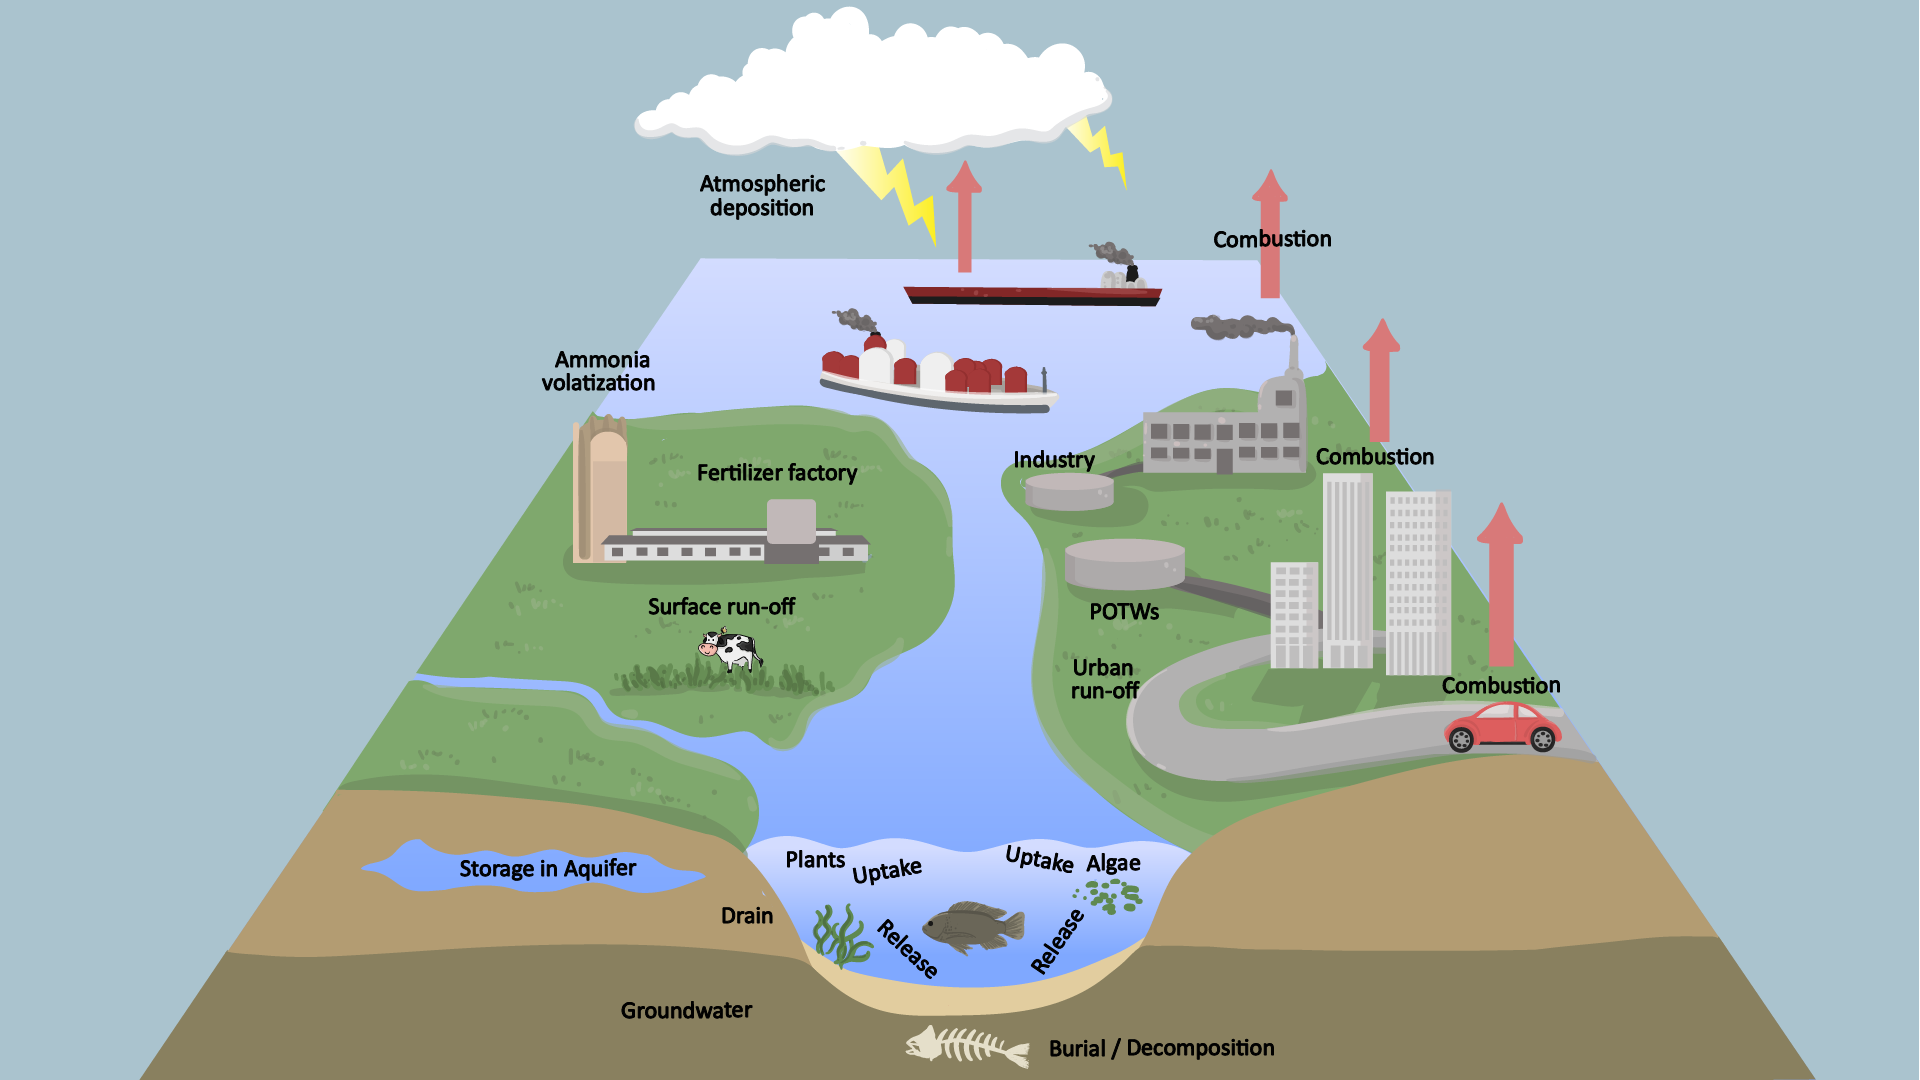 Atmospheric
deposition
Combustion
Ammonia
volatization
Fertilizer factory
Industry
Combustion
Surface run-off
POTWs
Urban
run-off
Combustion
Storage in Aquifer
Plants
Uptake
Uptake
Algae
Drain
Release
Release
Groundwater
Burial / Decomposition